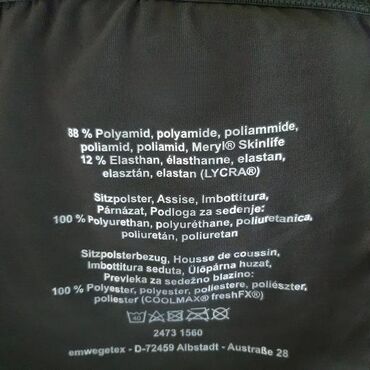 88 % Polyamid, polyamide, poliammide,
poliamid, poliamid, Meryl® Skinlife
12 % Elasthan, élasthanne, elastan,
elasztán, elastan (LYCRA®)
Sitzpolster, Assise, Imbottitura,
Párnázat, Podloga za sedenje:
100 % Polyurethan, polyuréthane, poliuretanica,
poliuretán, poliuretan
Sitzpolsterbezug, Housse de coussin,
Imbottitura seduta, Ülőpárna huzat,
Prevleka za sedežno blazino:
100 % Polyester, polyester, poliestere, poliészter,
poliester (COOLMAX® freshFX®)
40
2473 1560
emwegetex - D-72459 Albstadt - Austraße 28